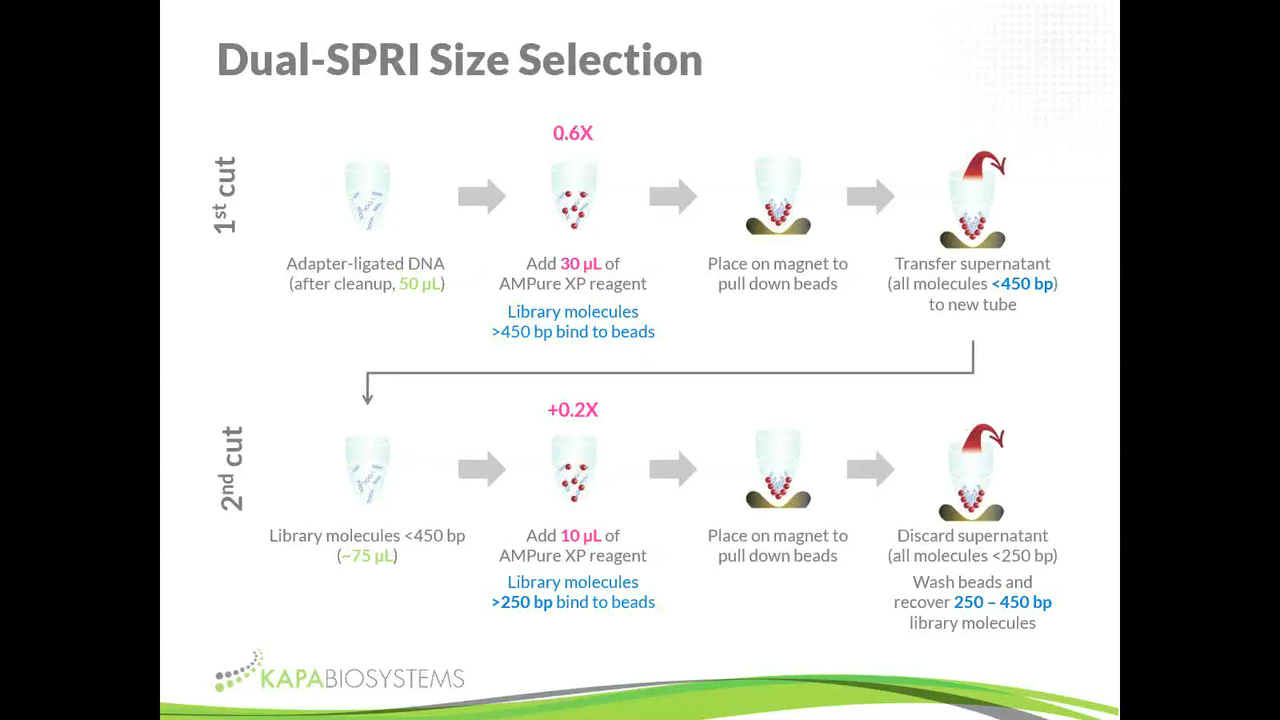 Dual-SPRI Size Selection
1st cut
0.6X
Adapter-ligated DNA
(after cleanup, 50 µL)
Add 30 µL of
AMPure XP reagent
Library molecules
>450 bp bind to beads
Place on magnet to
pull down beads
Transfer supernatant
(all molecules <450 bp)
to new tube
2nd cut
+0.2X
Library molecules <450 bp
(~75 µL)
Add 10 µL of
AMPure XP reagent
Library molecules
>250 bp bind to beads
Place on magnet to
pull down beads
Discard supernatant
(all molecules <250 bp)
Wash beads and
recover 250 – 450 bp
library molecules
KAPABIOSYSTEMS